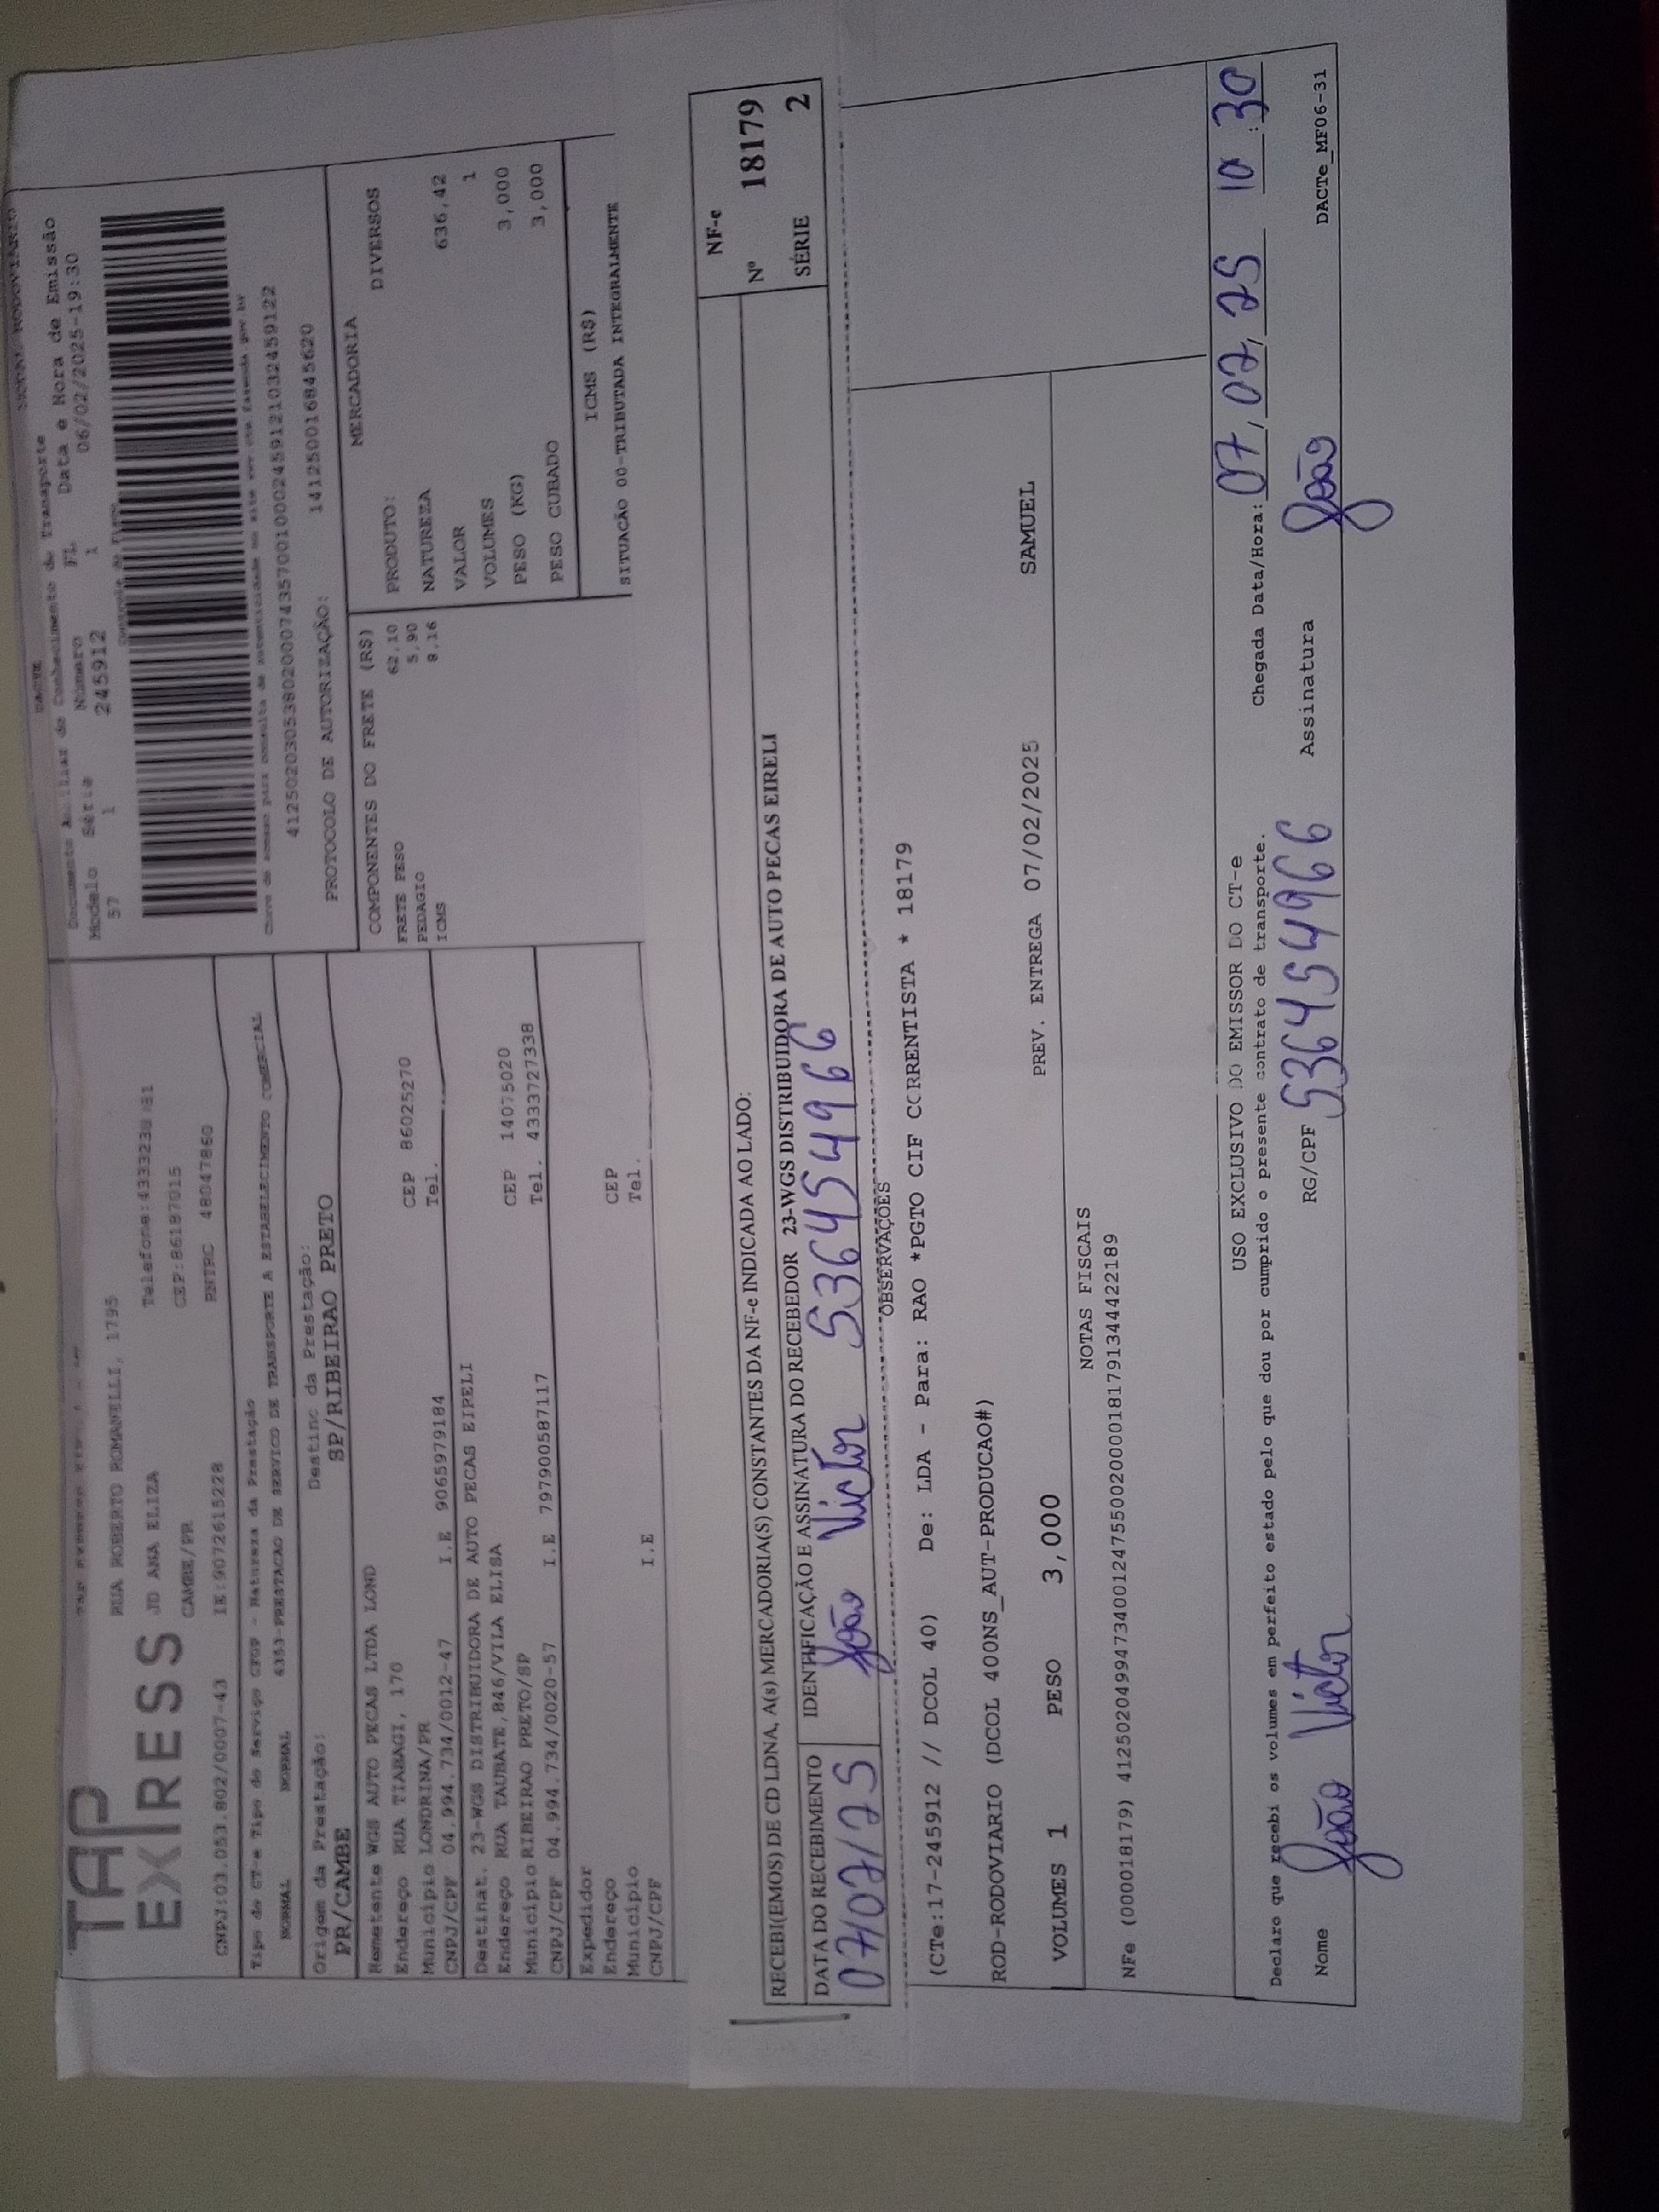 TAP
EXPRESS
RUA ROBERTO ROMANELLI, 1795
JD ANA ELIZA
CAMBE/PR
CEP:86187015
CNPJ:03.053.802/0007-43 IE:9072615228 RNTRC 48047860
Tipo do CT-e Tipo do Serviço CFOP - Natureza da Prestação
NORMAL NORMAL 6353-PRESTACAO DE SERVICO DE TRANSPORTE A ESTABELECIMENTO COMERCIAL
Origem da Prestação: Destino da Prestação:
PR/CAMBE SP/RIBEIRAO PRETO
Remetente WGS AUTO PECAS LTDA LOND
Endereço RUA TIABAGI, 170 CEP 86025270
Município LONDRINA/PR Tel.
CNPJ/CPF 04.994.734/0012-47 I.E 9065979184
Destinat. 23-WGS DISTRIBUIDORA DE AUTO PECAS EIRELI
Endereço RUA TAUBATE,846/VILA ELISA CEP 14075020
Município RIBEIRAO PRETO/SP Tel. 4333727338
CNPJ/CPF 04.994.734/0020-57 I.E 797900587117
Expedidor
Endereço CEP
Município Tel.
CNPJ/CPF I.E
DACTE
Documento Auxiliar de Conhecimento de Transporte
Modelo Série Número FL Data e Hora de Emissão
57 1 245912 1 06/02/2025-19:30
41250203053802000743570010002459121032459122
PROTOCOLO DE AUTORIZAÇÃO: 141250016845620
COMPONENTES DO FRETE (R$)
FRETE PESO 62,10
PEDAGIO 5,90
ICMS 8,16
MERCADORIA
PRODUTO: DIVERSOS
NATUREZA
VALOR 636,42
VOLUMES 1
PESO (KG) 3,000
PESO CUBADO 3,000
ICMS (R$)
SITUAÇÃO 00-TRIBUTADA INTEGRALMENTE
RECEBI(EMOS) DE CD LDNA, A(s) MERCADORIA(S) CONSTANTES DA NF-e INDICADA AO LADO:
NF-e
Nº 18179
SÉRIE 2
DATA DO RECEBIMENTO IDENTIFICAÇÃO E ASSINATURA DO RECEBEDOR 23-WGS DISTRIBUIDORA DE AUTO PECAS EIRELI
07/02/25 João Victor 536454966
OBSERVAÇÕES
(CTe:17-245912 // DCOL 40) De: LDA - Para: RAO *PGTO CIF CORRENTISTA * 18179
ROD-RODOVIARIO (DCOL 400NS_AUT-PRODUCAO#)
VOLUMES 1 PESO 3,000 PREV. ENTREGA 07/02/2025 SAMUEL
NOTAS FISCAIS
NFe (00018179) 41250204994734001247550020000181791344422189
USO EXCLUSIVO DO EMISSOR DO CT-e
Declaro que recebi os volumes em perfeito estado pelo que dou por cumprido o presente contrato de transporte. Chegada Data/Hora: 07/02/25 10:30
Nome João Victor RG/CPF 536454966 Assinatura João
DACTe_MF06-31